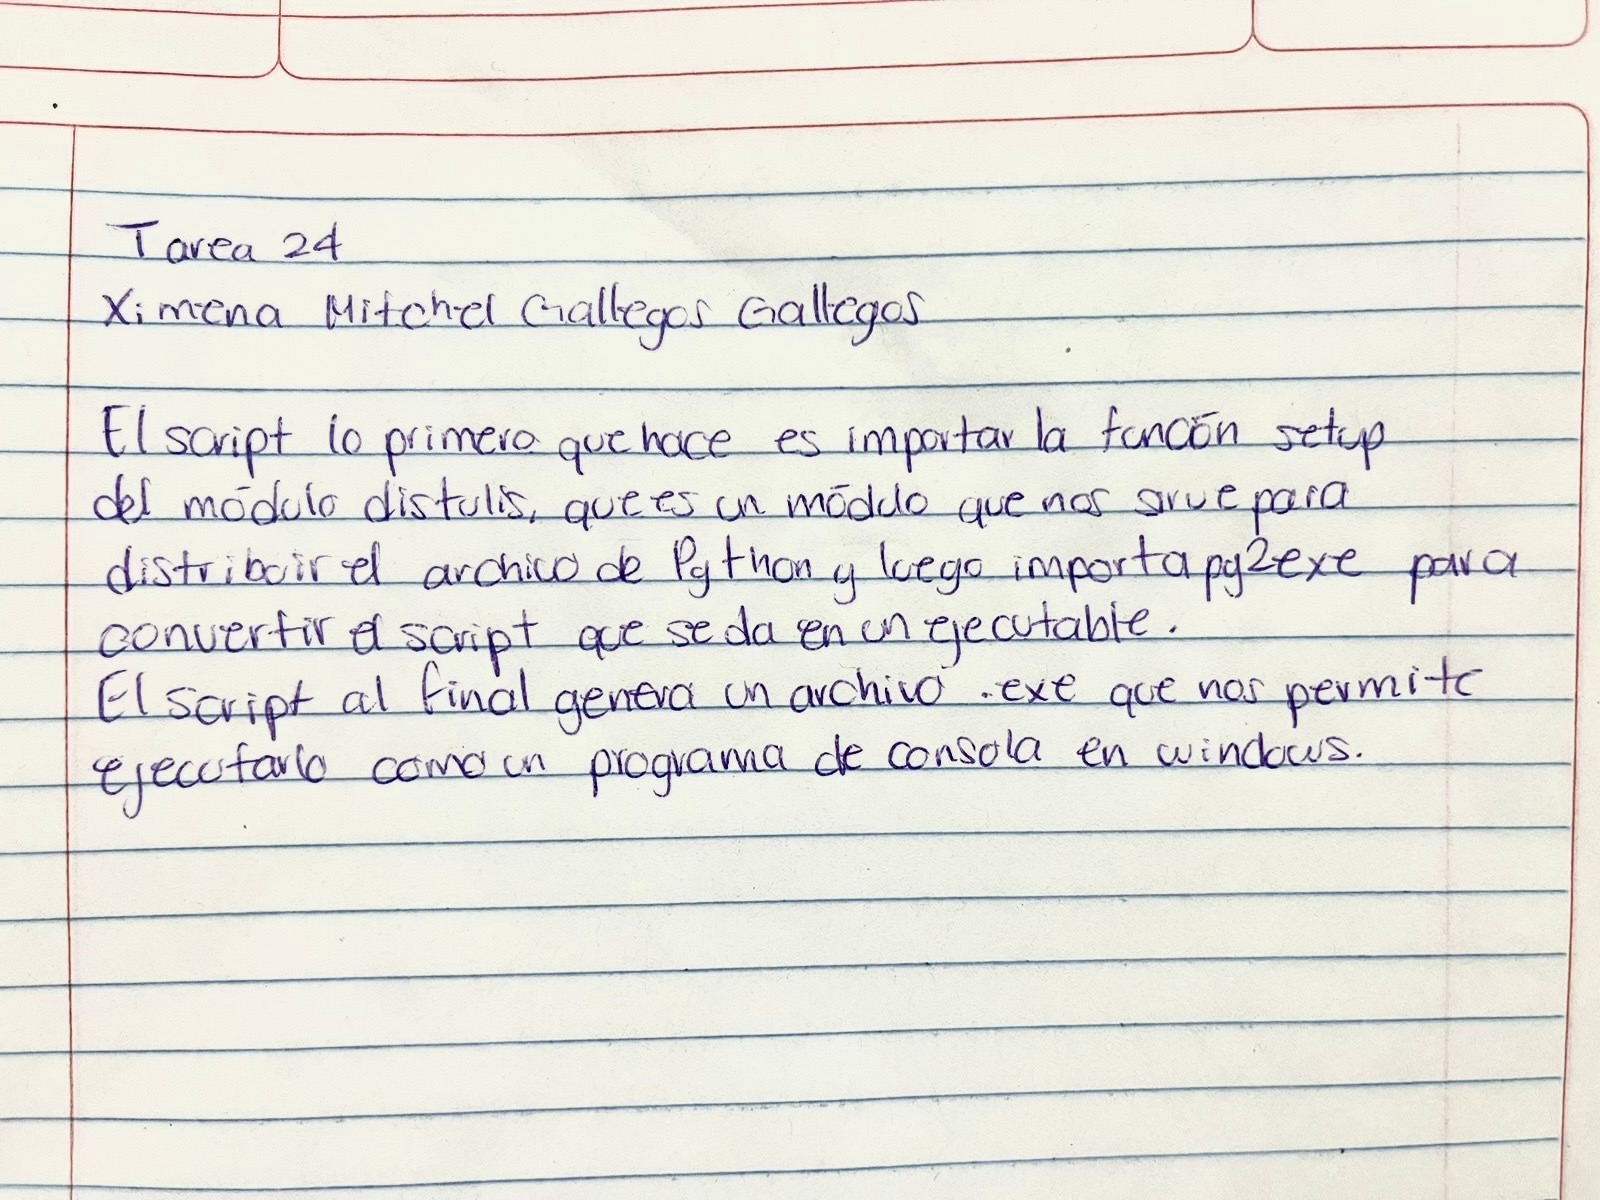 Tarea 24
Ximena Mitchel Gallegos Gallegos
El script lo primero que hace es importar la función setup
del módulo distulis, que es un módulo que nos sirve para
distribuir el archivo de Python y luego importa py2exe para
convertir el script que se da en un ejecutable.
El script al final genera un archivo .exe que nos permite
ejecutarlo como un programa de consola en windows.